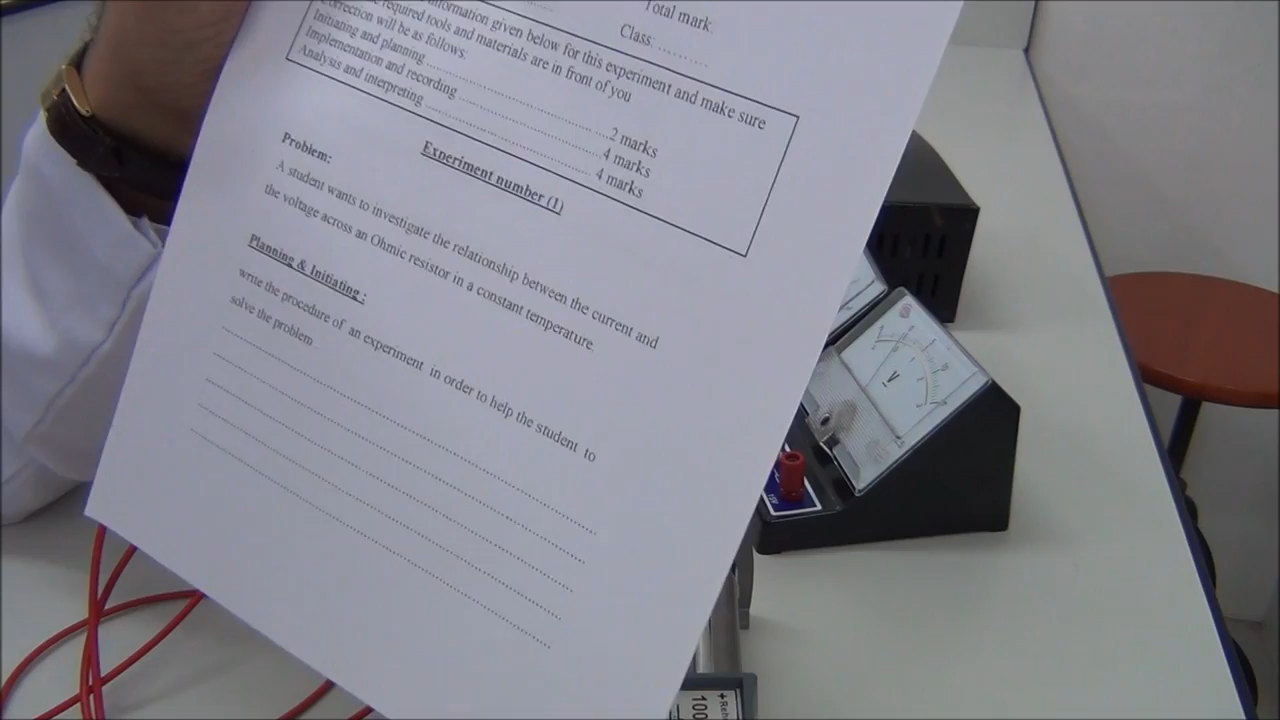 Total mark:
Class: .........
information given below for this experiment and make sure
required tools and materials are in front of you
Correction will be as follows:
Initiating and planning ........................................ 2 marks
Implementation and recording ............................ 4 marks
Analysis and interpreting ................................... 4 marks
Experiment number (1)
Problem:
A student wants to investigate the relationship between the current and
the voltage across an Ohmic resistor in a constant temperature.
Planning & Initiating :
write the procedure of an experiment in order to help the student to
solve the problem
V
100